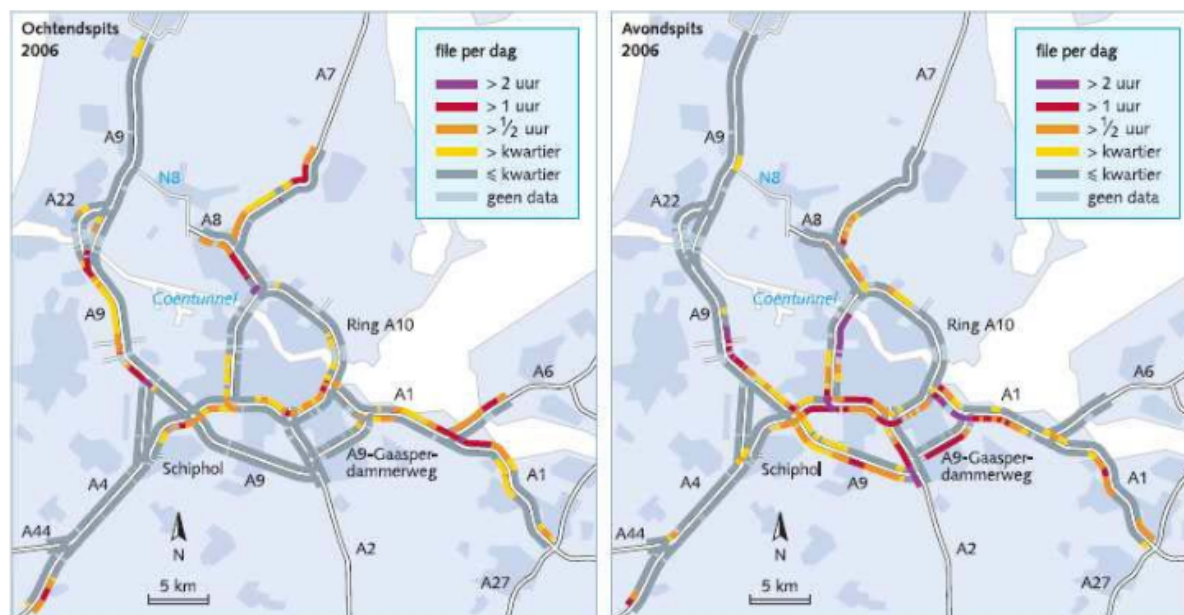 Ochtendspits
2006
file per dag
> 2 uur
> 1 uur
> 1/2 uur
> kwartier
≤ kwartier
geen data
A7
A9
N8
A22
A8
Coentunnel
A9
Ring A10
A6
A1
A9-Gaasper-
dammerweg
Schiphol
A9
A1
A4
A44
N
A2
A27
5 km
Avondspits
2006
file per dag
> 2 uur
> 1 uur
> 1/2 uur
> kwartier
≤ kwartier
geen data
A7
A9
N8
A22
A8
Coentunnel
A9
Ring A10
A6
A1
A9-Gaasper-
dammerweg
Schiphol
A9
A1
A4
A44
N
A2
A27
5 km